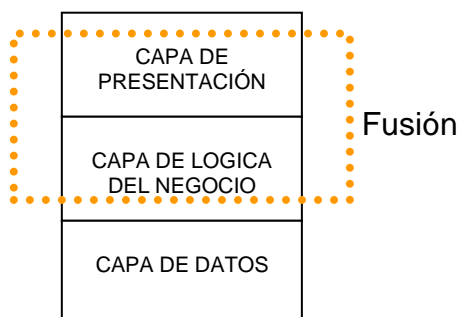 CAPA DE
PRESENTACIÓN
Fusión
CAPA DE LOGICA
DEL NEGOCIO
CAPA DE DATOS